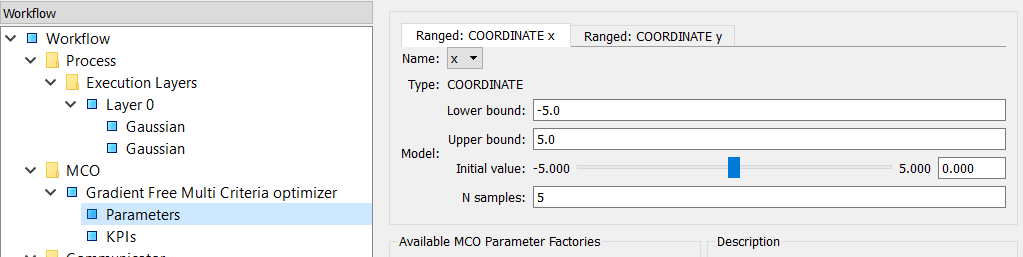 Workflow
Workflow
Process
Execution Layers
Layer 0
Gaussian
Gaussian
MCO
Gradient Free Multi Criteria optimizer
Parameters
KPIs
Communicator
Ranged: COORDINATE x Ranged: COORDINATE y
Name: x
Type: COORDINATE
Model:
Lower bound: -5.0
Upper bound: 5.0
Initial value: -5.000 5.000 0.000
N samples: 5
Available MCO Parameter Factories
Description